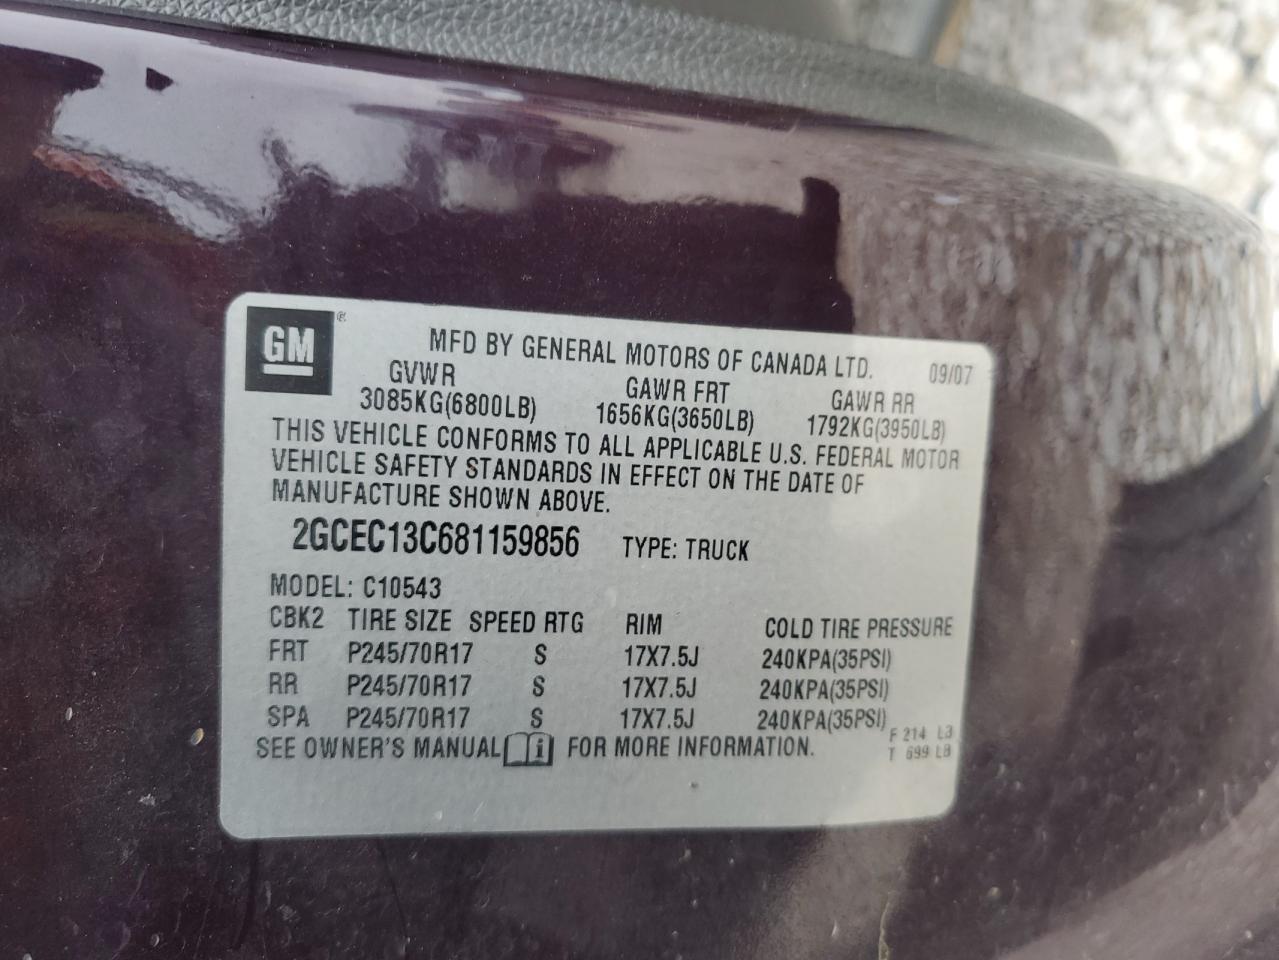 GM ®
MFD BY GENERAL MOTORS OF CANADA LTD. 09/07
GVWR GAWR FRT GAWR RR
3085KG(6800LB) 1656KG(3650LB) 1792KG(3950LB)
THIS VEHICLE CONFORMS TO ALL APPLICABLE U.S. FEDERAL MOTOR
VEHICLE SAFETY STANDARDS IN EFFECT ON THE DATE OF
MANUFACTURE SHOWN ABOVE.
2GCEC13C681159856 TYPE: TRUCK
MODEL: C10543
CBK2 TIRE SIZE SPEED RTG RIM COLD TIRE PRESSURE
FRT P245/70R17 S 17X7.5J 240KPA(35PSI)
RR P245/70R17 S 17X7.5J 240KPA(35PSI)
SPA P245/70R17 S 17X7.5J 240KPA(35PSI)
F 214 LB
SEE OWNER'S MANUAL i FOR MORE INFORMATION.
T 699 LB